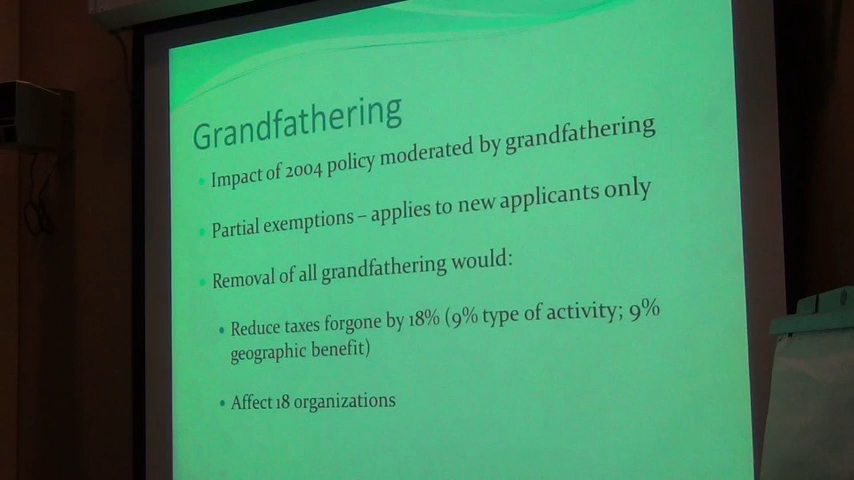 Grandfathering
• Impact of 2004 policy moderated by grandfathering
• Partial exemptions – applies to new applicants only
• Removal of all grandfathering would:
• Reduce taxes forgone by 18% (9% type of activity; 9%
geographic benefit)
• Affect 18 organizations